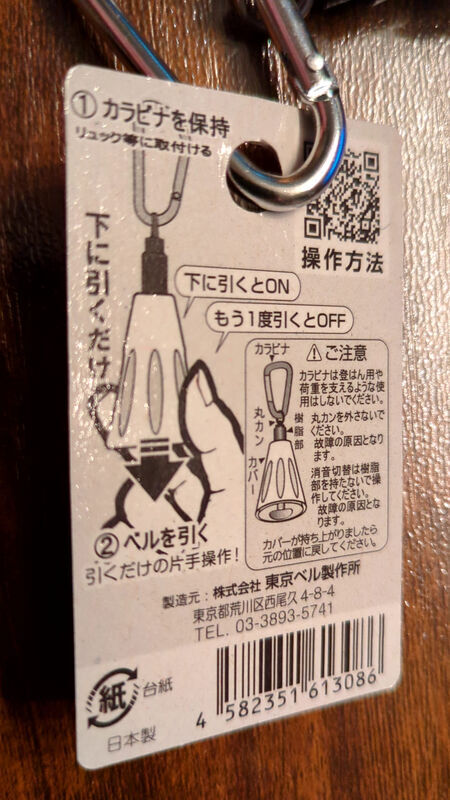 ① カラビナを保持
リュック等に取付ける
操作方法
下に引くだけ
下に引くとON
もう1度引くとOFF
カラビナ
⚠ご注意
カラビナは登はん用や
荷重を支えるような使
用はしないでください。
丸カン
樹脂部
カバー
丸カンを外さないで
ください。
故障の原因となり
ます。
消音切替は樹脂
部を持たないで操
作してください。
故障の原因とな
ります。
カバーが持ち上がりましたら
元の位置に戻してください。
② ベルを引く
引くだけの片手操作!
製造元:株式会社 東京ベル製作所
東京都荒川区西尾久 4-8-4
TEL. 03-3893-5741
紙 台紙
日本製
4 582351 613086